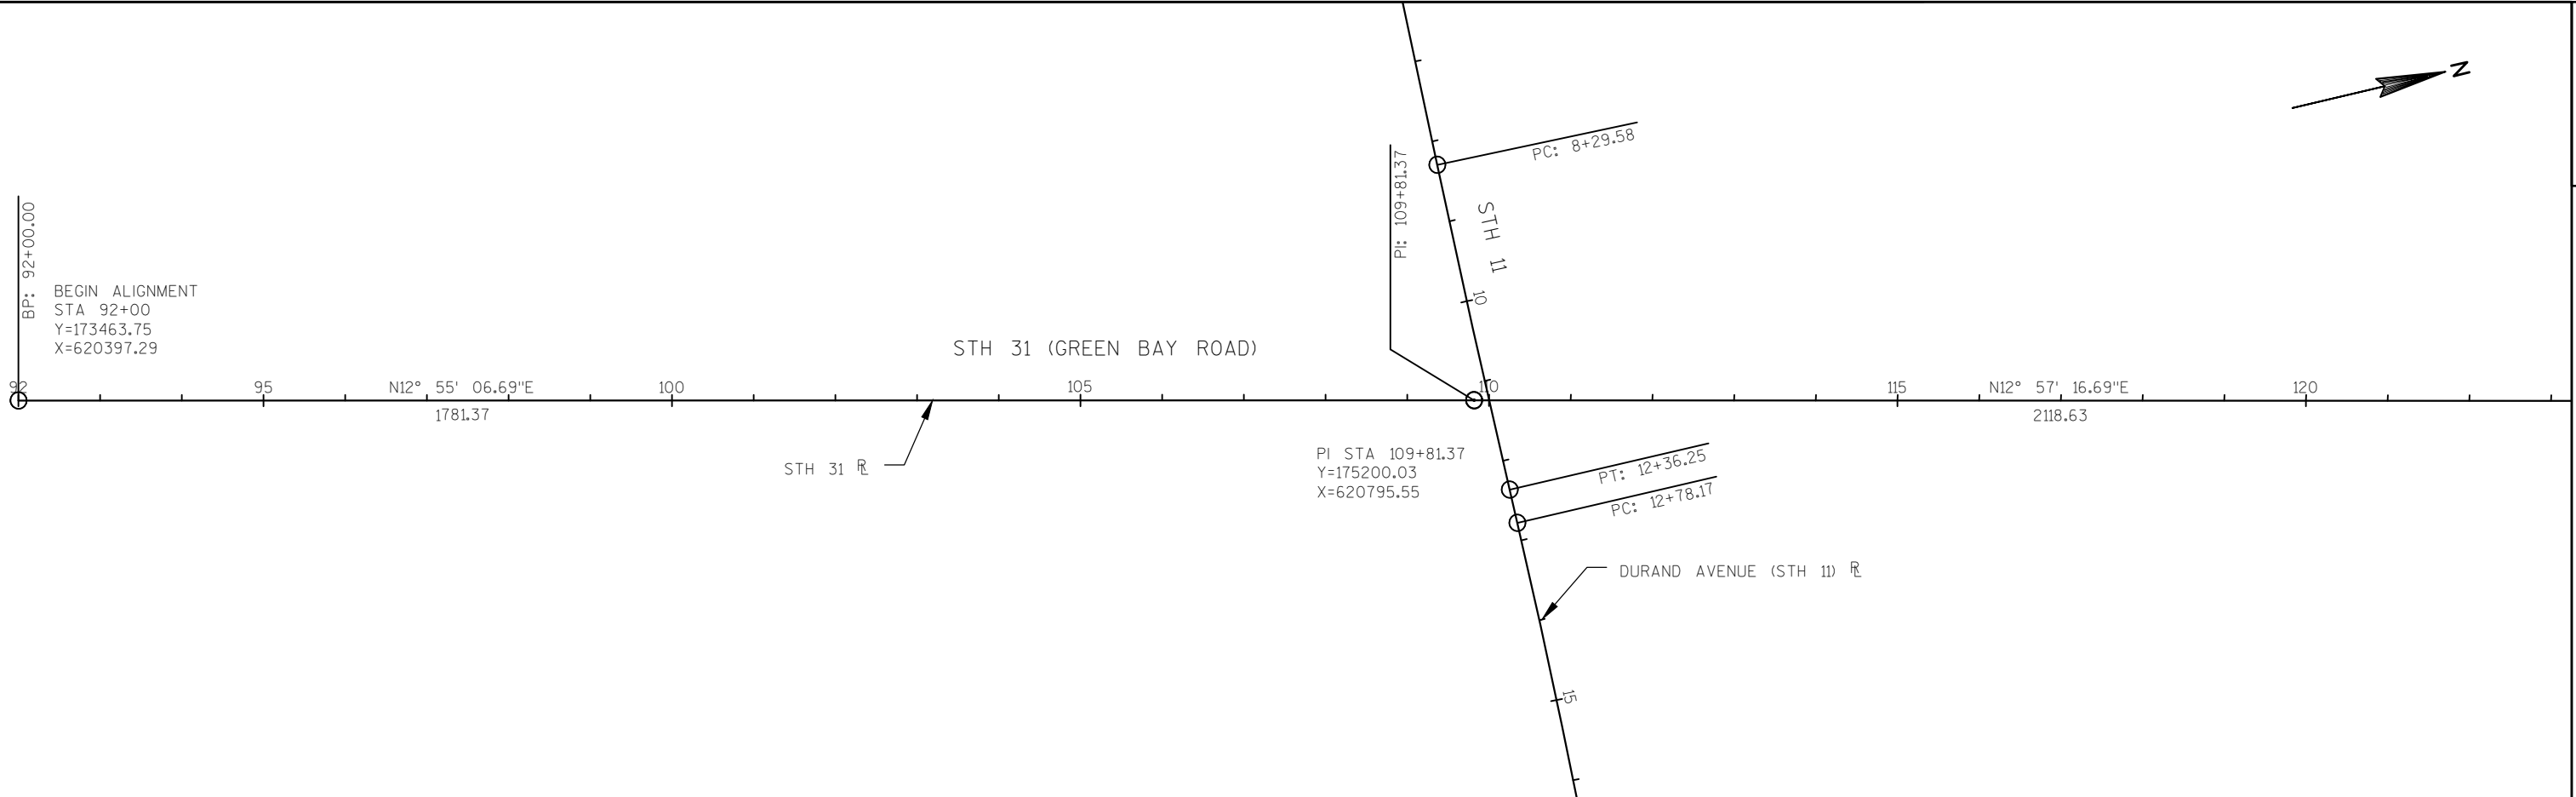 N
PC: 8+29.58
PI: 109+81.37
STH 11
BP: 92+00.00
BEGIN ALIGNMENT
STA 92+00
Y=173463.75
X=620397.29
10
STH 31 (GREEN BAY ROAD)
92
95
N12° 55' 06.69"E
100
105
110
115
N12° 57' 16.69"E
120
1781.37
2118.63
STH 31 RL
PI STA 109+81.37
Y=175200.03
X=620795.55
PT: 12+36.25
PC: 12+78.17
DURAND AVENUE (STH 11) RL
15